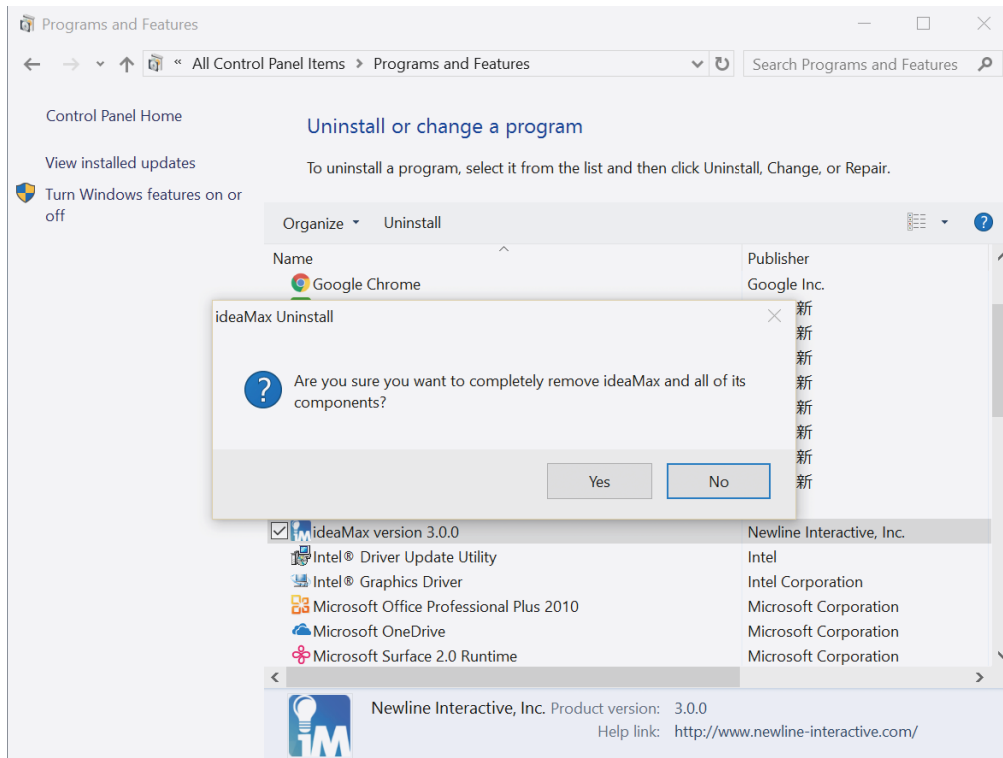 Programs and Features
« All Control Panel Items > Programs and Features
Search Programs and Features
Control Panel Home
View installed updates
Turn Windows features on or
off
Uninstall or change a program
To uninstall a program, select it from the list and then click Uninstall, Change, or Repair.
Organize Uninstall
?
Name Publisher
Google Chrome Google Inc.
新
新
新
新
新
新
新
新
ideaMax Uninstall
?
Are you sure you want to completely remove ideaMax and all of its
components?
Yes No
ideaMax version 3.0.0 Newline Interactive, Inc.
Intel® Driver Update Utility Intel
Intel® Graphics Driver Intel Corporation
Microsoft Office Professional Plus 2010 Microsoft Corporation
Microsoft OneDrive Microsoft Corporation
Microsoft Surface 2.0 Runtime Microsoft Corporation
iM
Newline Interactive, Inc. Product version: 3.0.0
Help link: http://www.newline-interactive.com/